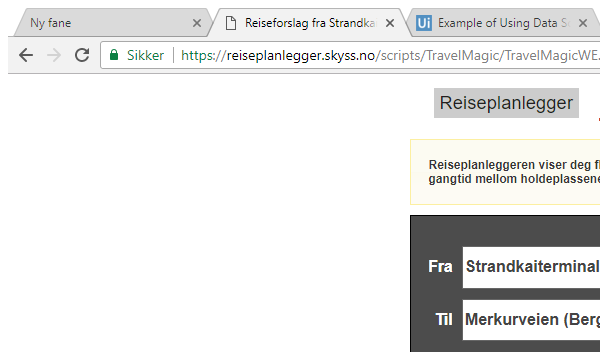 Ny fane
Reiseforslag fra Strandka
Ui Example of Using Data S
Sikker https://reiseplanlegger.skyss.no/scripts/TravelMagic/TravelMagicWE.
Reiseplanlegger
Reiseplanleggeren viser deg f
gangtid mellom holdeplassene
Fra Strandkaiterminal
Til Merkurveien (Berg